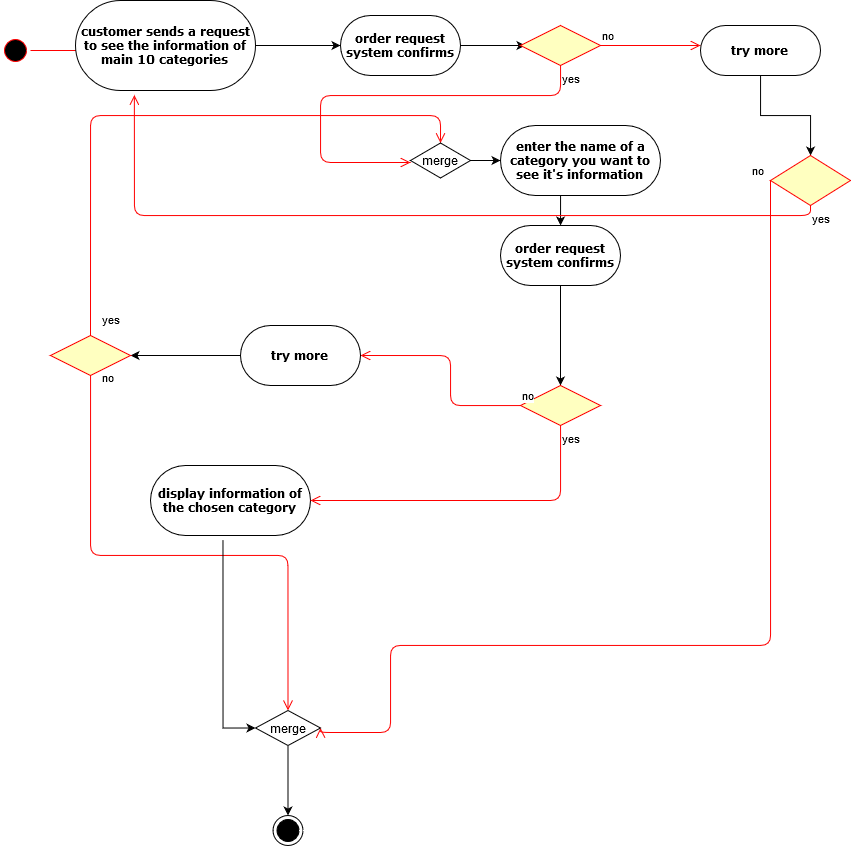 customer sends a request
to see the information of
main 10 categories
order request
system confirms
no
yes
try more
merge
enter the name of a
category you want to
see it's information
no
yes
order request
system confirms
yes
no
try more
no
yes
display information of
the chosen category
merge